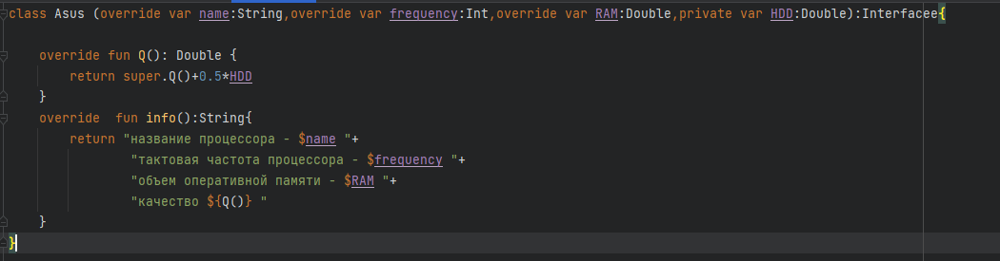 class Asus (override var name:String,override var frequency:Int,override var RAM:Double,private var HDD:Double):Interfacee{
override fun Q(): Double {
return super.Q()+0.5*HDD
}
override  fun info():String{
return "название процессора - $name "+
"тактовая частота процессора - $frequency "+
"объем оперативной памяти - $RAM "+
"качество ${Q()} "
}
}